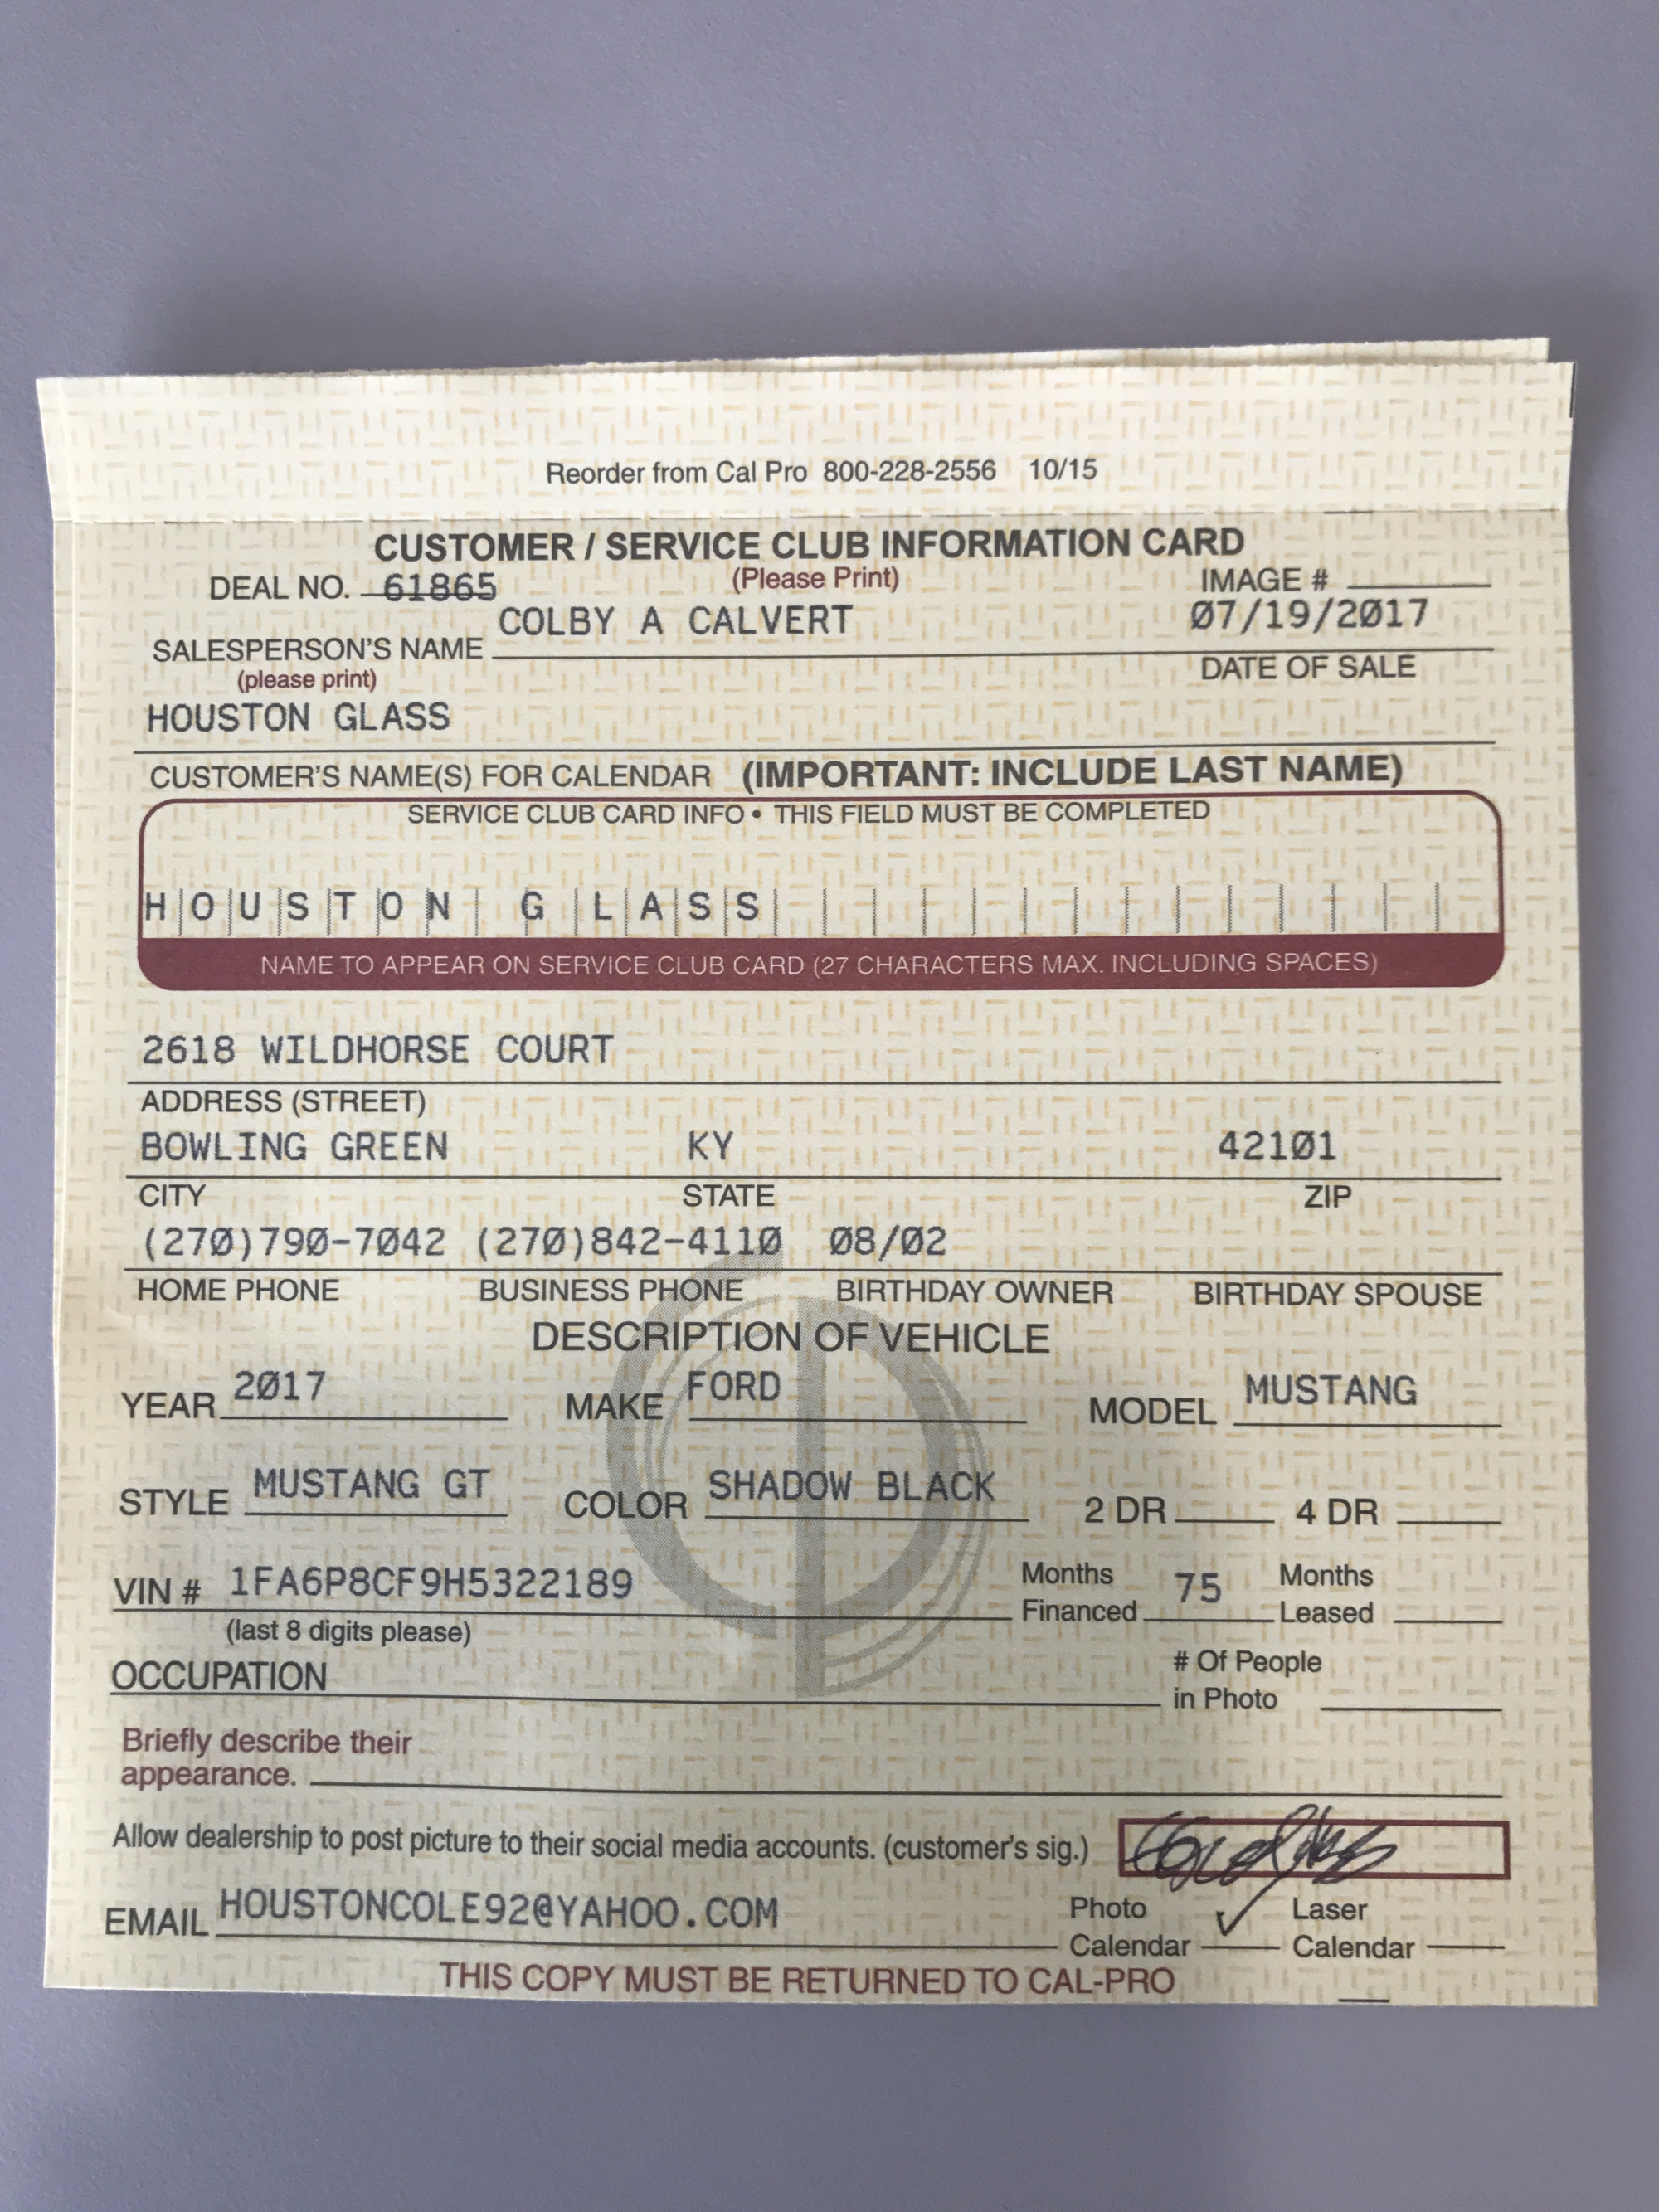 Reorder from Cal Pro 800-228-2556 10/15
CUSTOMER / SERVICE CLUB INFORMATION CARD
DEAL NO. 61865 (Please Print) IMAGE #
COLBY A CALVERT 07/19/2017
SALESPERSON'S NAME DATE OF SALE
(please print)
HOUSTON GLASS
CUSTOMER'S NAME(S) FOR CALENDAR (IMPORTANT: INCLUDE LAST NAME)
SERVICE CLUB CARD INFO • THIS FIELD MUST BE COMPLETED
HOUSTON GLASS
NAME TO APPEAR ON SERVICE CLUB CARD (27 CHARACTERS MAX. INCLUDING SPACES)
2618 WILDHORSE COURT
ADDRESS (STREET)
BOWLING GREEN KY 42101
CITY STATE ZIP
(270)790-7042 (270)842-4110 08/02
HOME PHONE BUSINESS PHONE BIRTHDAY OWNER BIRTHDAY SPOUSE
DESCRIPTION OF VEHICLE
YEAR 2017 MAKE FORD MODEL MUSTANG
STYLE MUSTANG GT COLOR SHADOW BLACK 2 DR 4 DR
VIN # 1FA6P8CF9H5322189 Months Financed 75 Months Leased
(last 8 digits please)
OCCUPATION # Of People in Photo
Briefly describe their
appearance.
Allow dealership to post picture to their social media accounts. (customer's sig.)
EMAIL HOUSTONCOLE92@YAHOO.COM Photo Calendar ✓ Laser Calendar
THIS COPY MUST BE RETURNED TO CAL-PRO